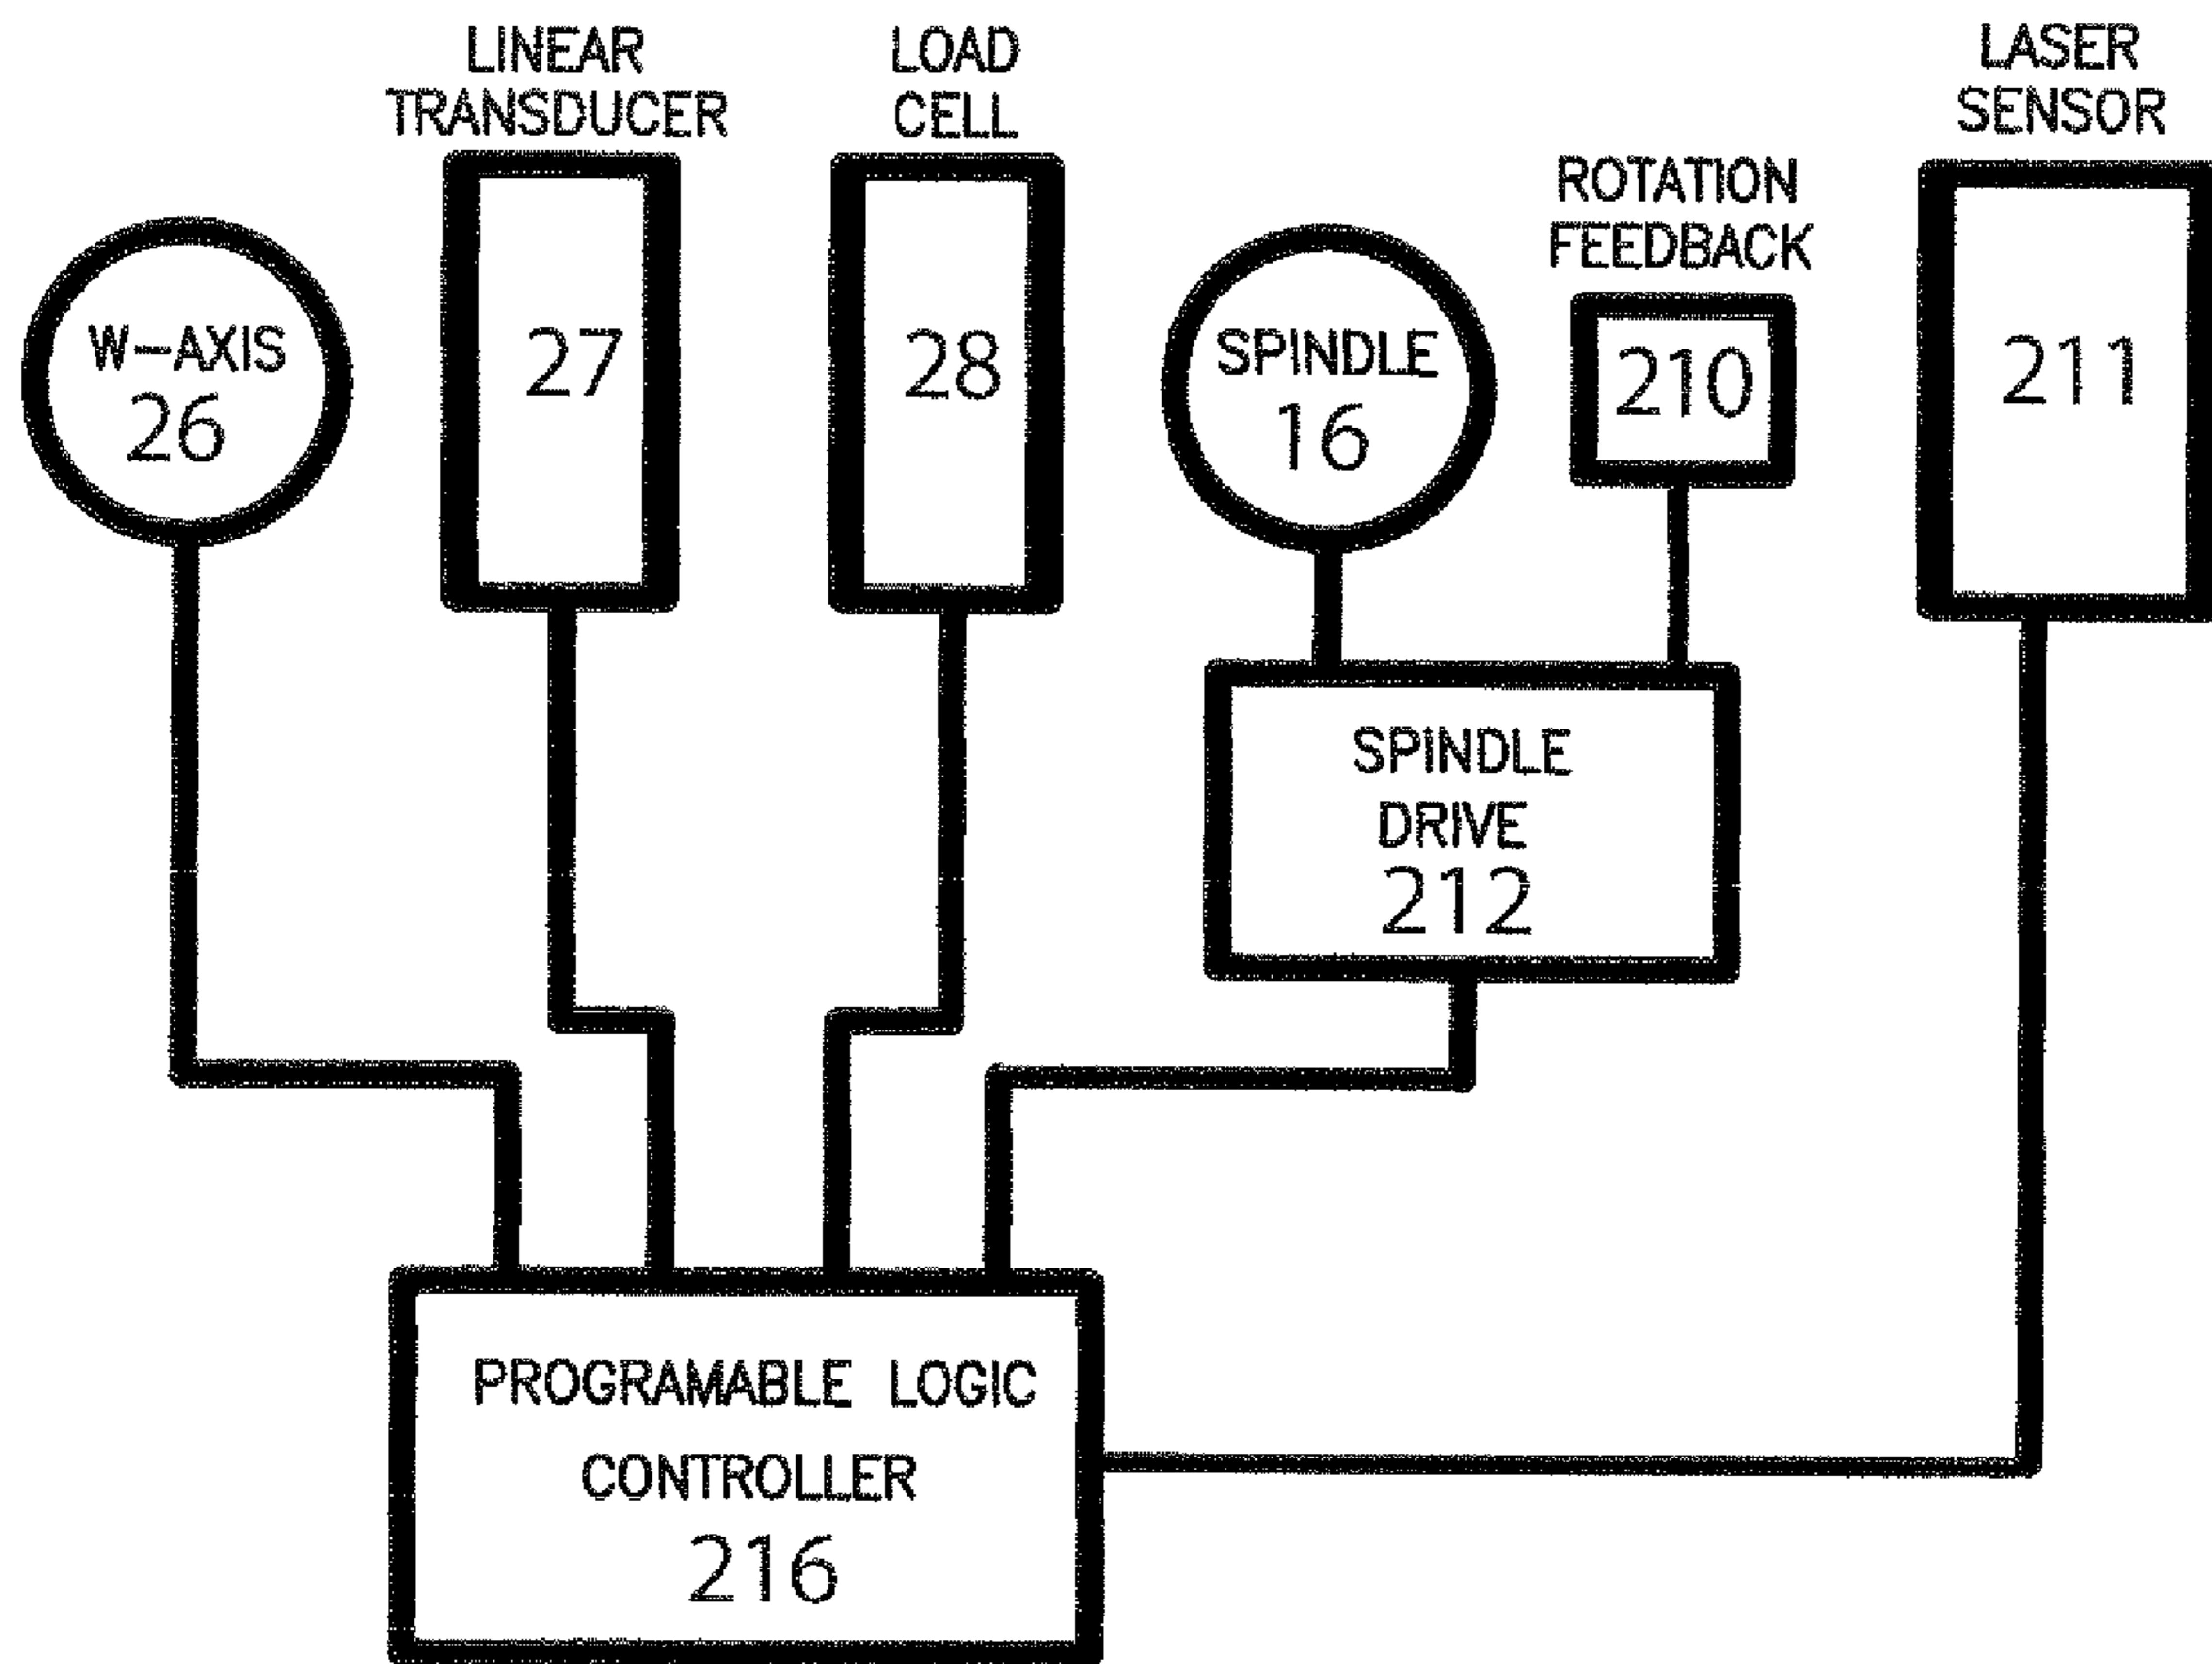 LINEAR
TRANSDUCER
LOAD
CELL
LASER
SENSOR
ROTATION
FEEDBACK
W-AXIS
26
27
28
SPINDLE
16
210
211
SPINDLE
DRIVE
212
PROGRAMABLE LOGIC
CONTROLLER
216